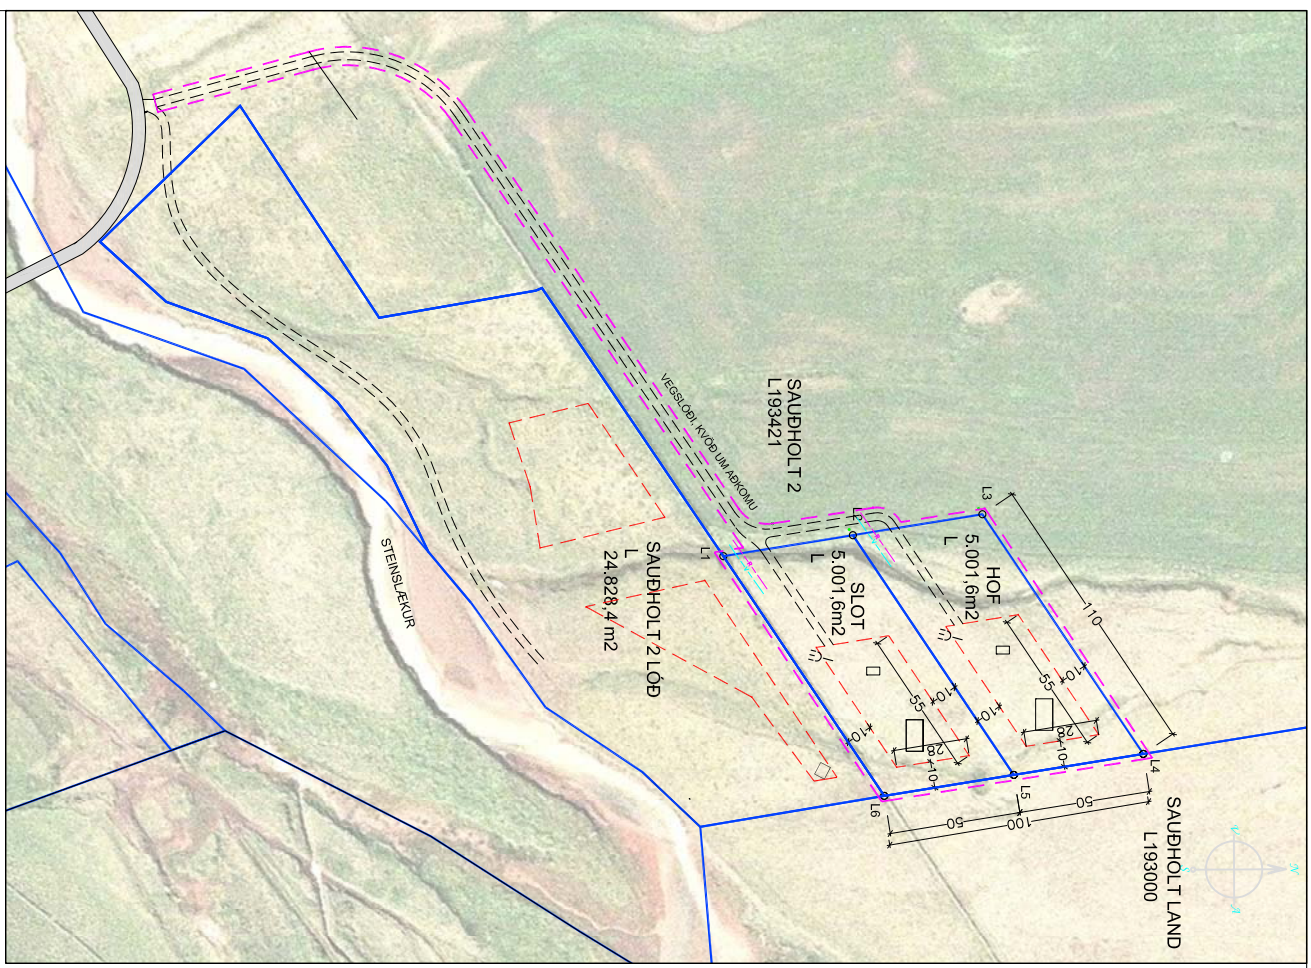 SAUÐHOLT 2
L193421
VEGSLÓÐI, KVÖÐ UM AÐKOMU
L3
HOF
5.001,6m2
L
L2
SLOT
5.001,6m2
L
L1
SAUÐHOLT 2 LÓÐ
L
24.828,4 m2
STEINSLÆKUR
110
10
55
28
10
10
10
55
28
10
10
L4
L5
L6
50
50
100
SAUÐHOLT LAND
L193000
N
S